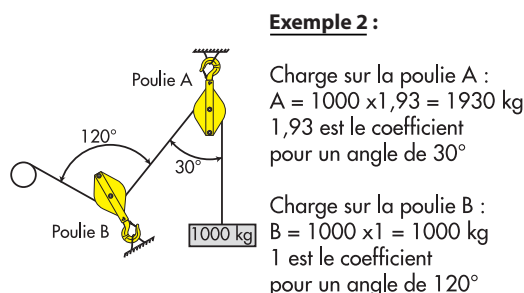 Exemple 2 :
Poulie A
Charge sur la poulie A :
A = 1000 x1,93 = 1930 kg
1,93 est le coefficient
pour un angle de 30°
120°
30°
Poulie B
1000 kg
Charge sur la poulie B :
B = 1000 x1 = 1000 kg
1 est le coefficient
pour un angle de 120°